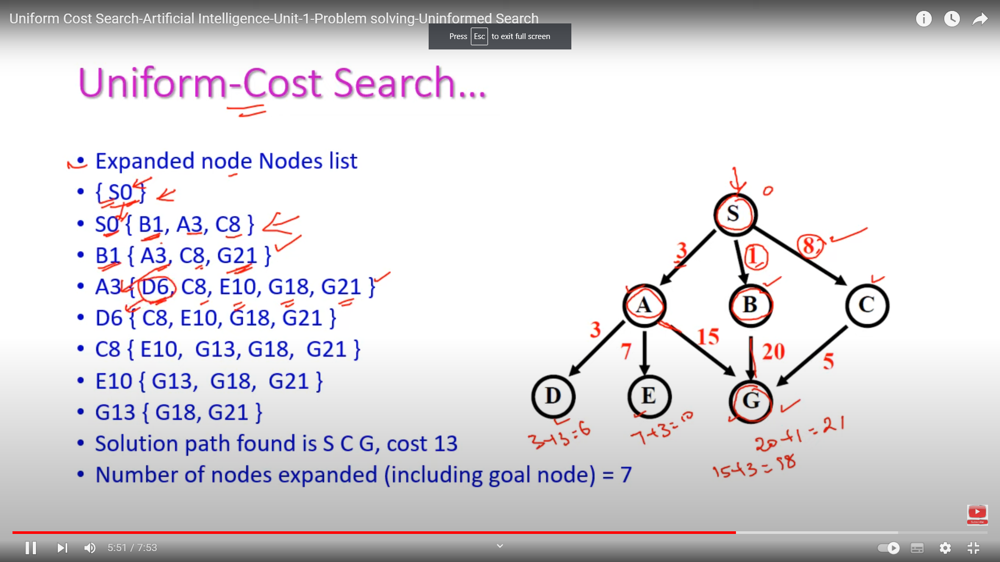 Uniform Cost Search-Artificial Intelligence-Unit-1-Problem solving-Uninformed Search
Press Esc to exit full screen
Uniform-Cost Search...
• Expanded node Nodes list
• { S0 }
• S0 { B1, A3, C8 }
• B1 { A3, C8, G21 }
• A3 { D6, C8, E10, G18, G21 }
• D6 { C8, E10, G18, G21 }
• C8 { E10, G13, G18, G21 }
• E10 { G13, G18, G21 }
• G13 { G18, G21 }
• Solution path found is S C G, cost 13
• Number of nodes expanded (including goal node) = 7
0
S
3
1
8
A
B
C
3
7
15
20
5
D
E
G
3+3=6
7+3=10
20+1=21
15+3=18
Subscribe
5:51 / 7:53